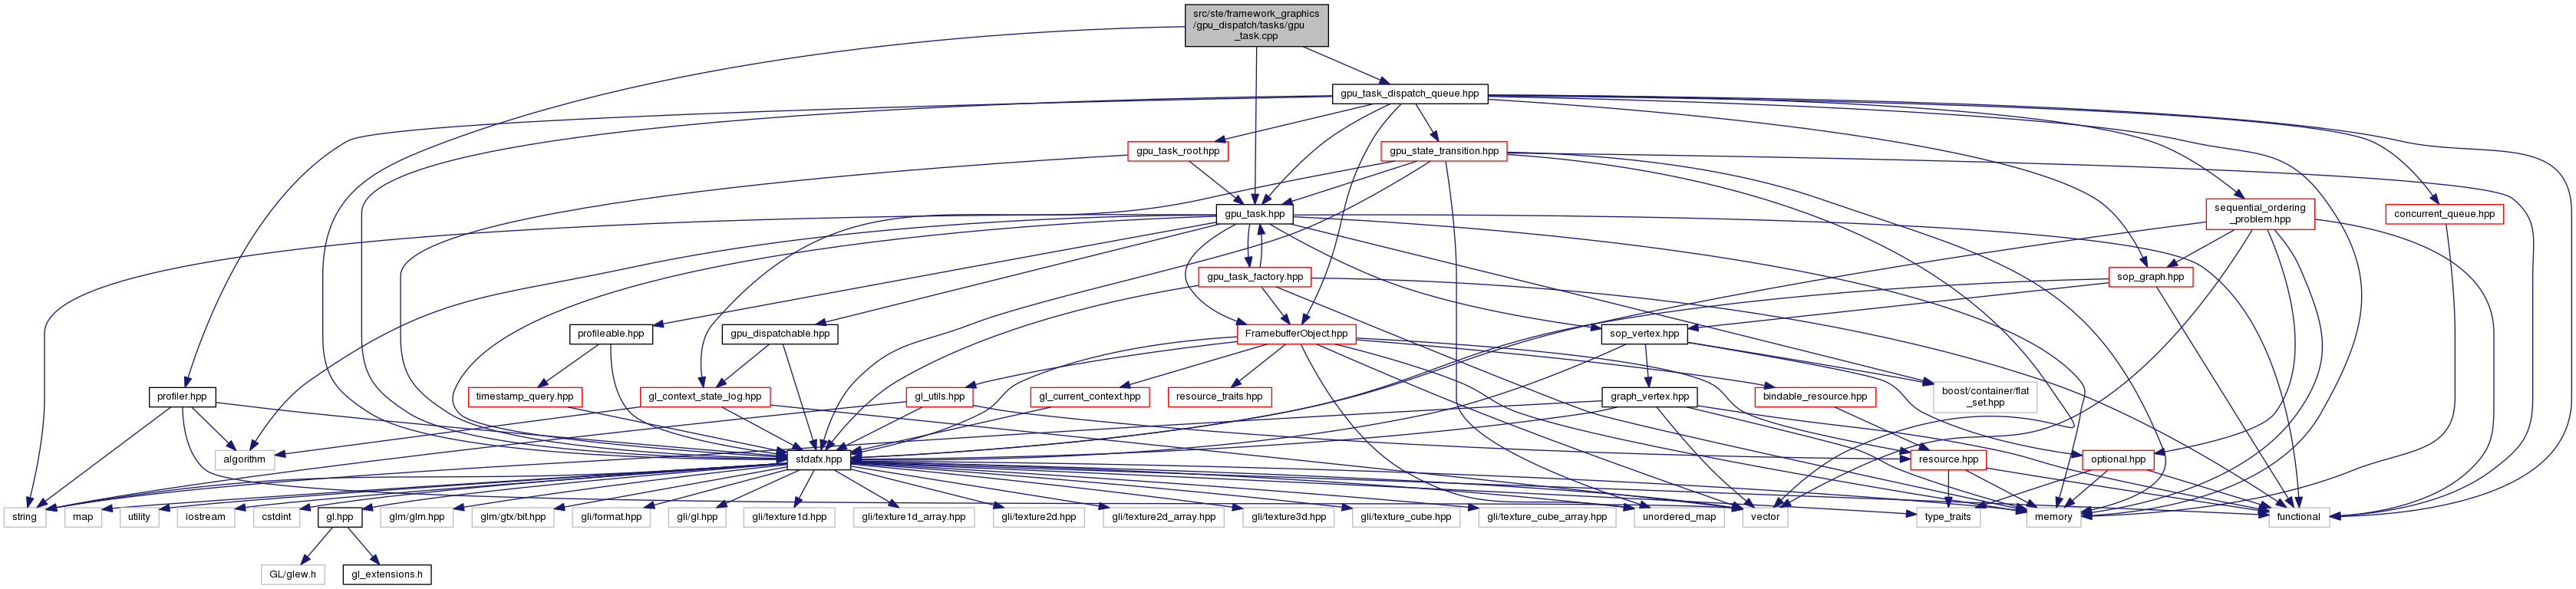 src/ste/framework_graphics
/gpu_dispatch/tasks/gpu
_task.cpp
gpu_task_dispatch_queue.hpp
gpu_task_root.hpp
gpu_state_transition.hpp
gpu_task.hpp
sequential_ordering
_problem.hpp
concurrent_queue.hpp
gpu_task_factory.hpp
sop_graph.hpp
profileable.hpp
gpu_dispatchable.hpp
FramebufferObject.hpp
sop_vertex.hpp
profiler.hpp
timestamp_query.hpp
gl_context_state_log.hpp
gl_utils.hpp
gl_current_context.hpp
resource_traits.hpp
graph_vertex.hpp
bindable_resource.hpp
boost/container/flat
_set.hpp
algorithm
stdafx.hpp
resource.hpp
optional.hpp
string
map
utility
iostream
cstdint
gl.hpp
glm/glm.hpp
glm/gtx/bit.hpp
gli/format.hpp
gli/gl.hpp
gli/texture1d.hpp
gli/texture1d_array.hpp
gli/texture2d.hpp
gli/texture2d_array.hpp
gli/texture3d.hpp
gli/texture_cube.hpp
gli/texture_cube_array.hpp
unordered_map
vector
type_traits
memory
functional
GL/glew.h
gl_extensions.h